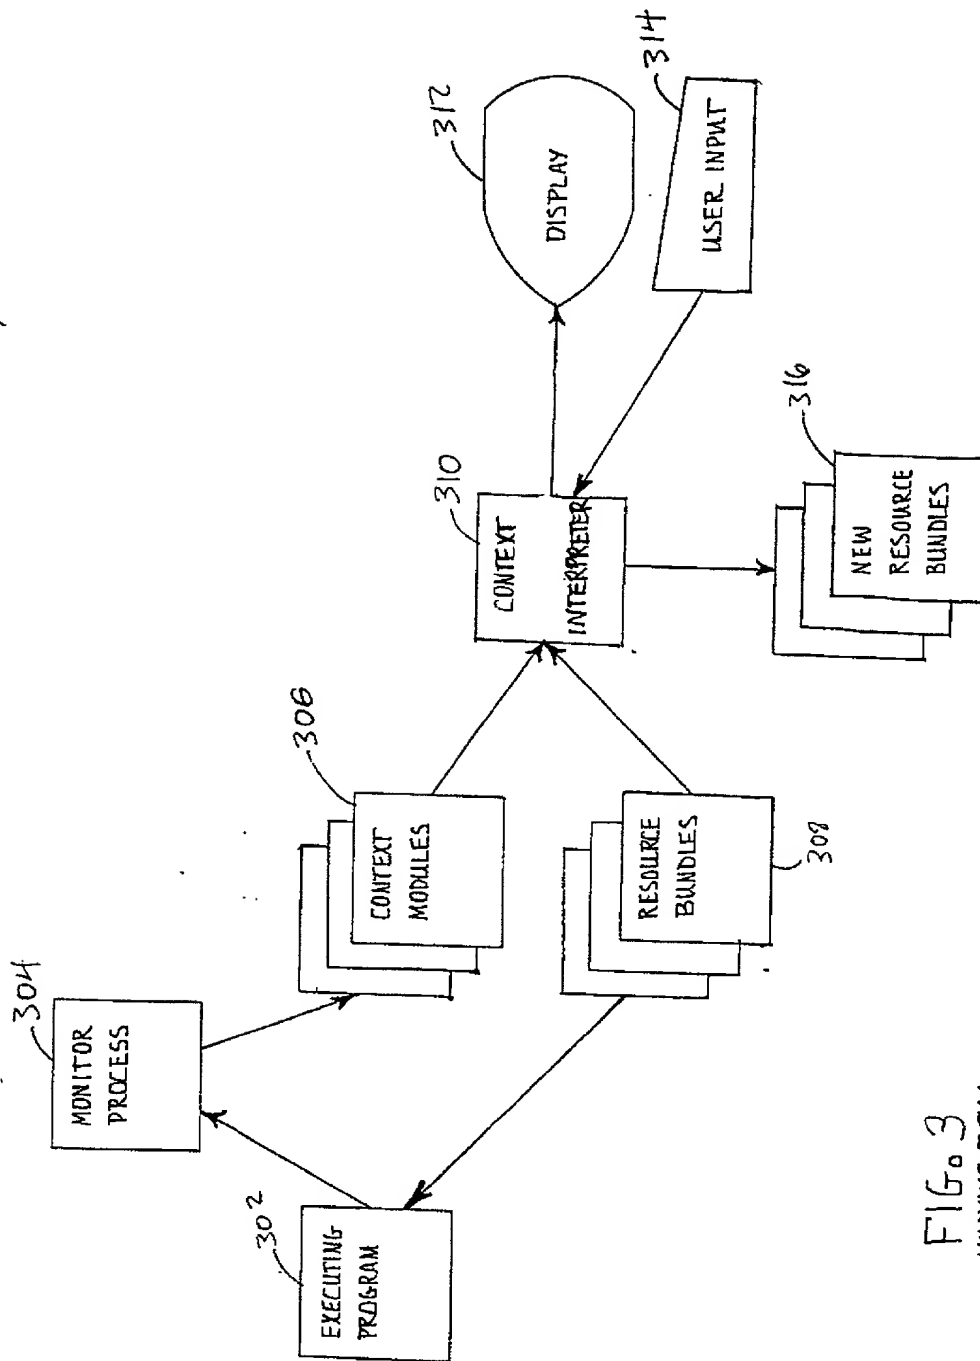 304
MONITOR
PROCESS
302
EXECUTING
PROGRAM
306
CONTEXT
MODULES
RESOURCE
BUNDLES
308
310
CONTEXT
INTERPRETER
312
DISPLAY
314
USER INPUT
316
NEW
RESOURCE
BUNDLES
FIG. 3